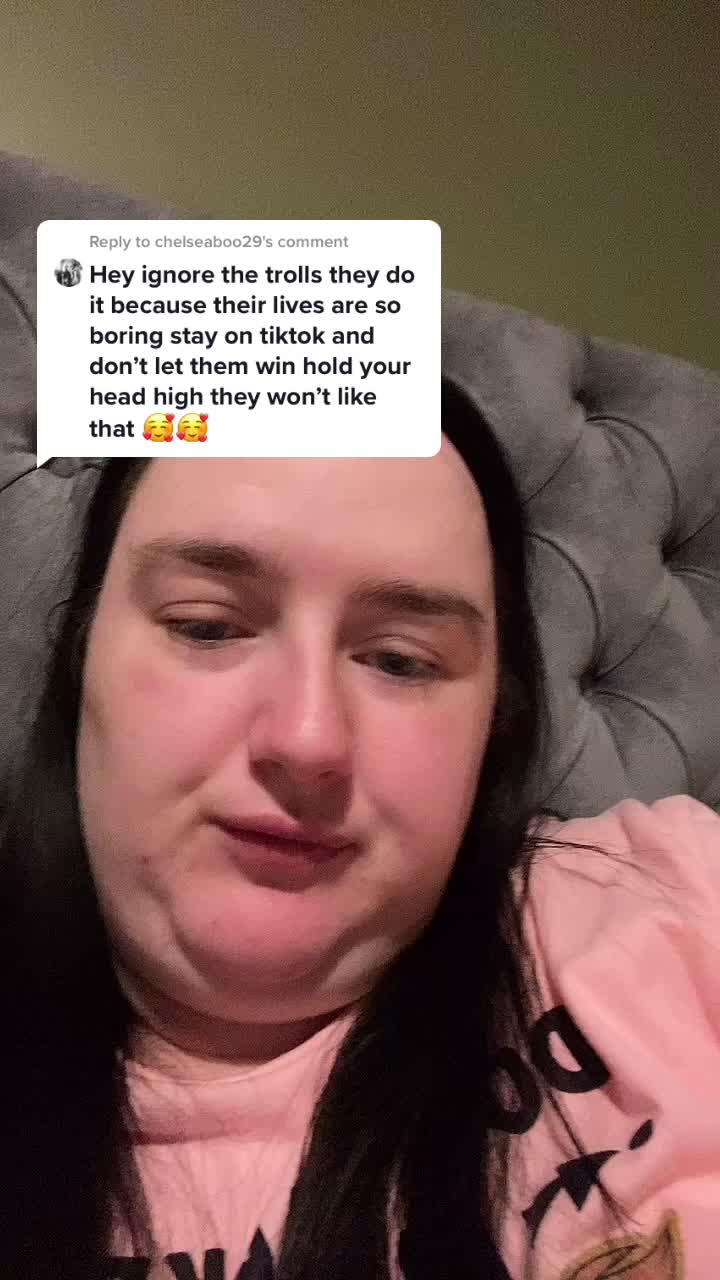 Reply to chelseaboo29's comment
Hey ignore the trolls they do
it because their lives are so
boring stay on tiktok and
don’t let them win hold your
head high they won’t like
that 🥰🥰
DO